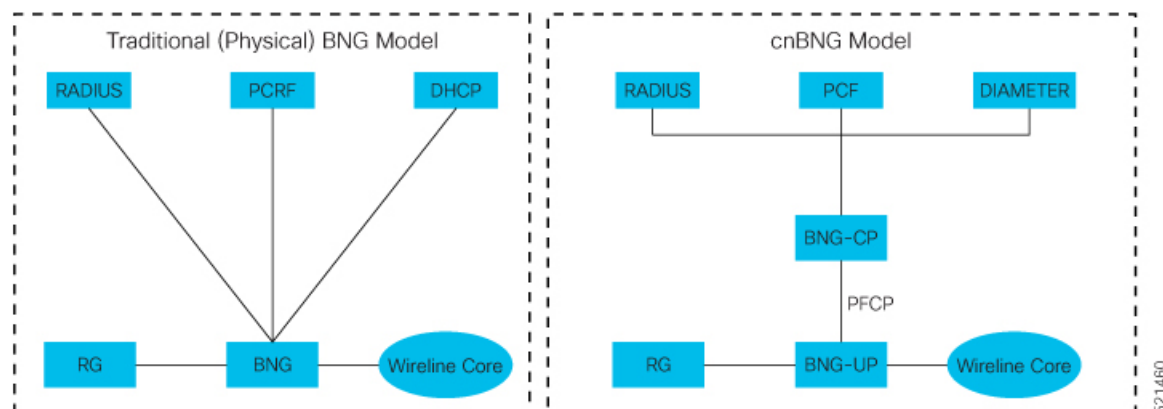 Traditional (Physical) BNG Model
RADIUS PCRF DHCP
RG BNG Wireline Core
cnBNG Model
RADIUS PCF DIAMETER
BNG-CP
PFCP
RG BNG-UP Wireline Core
521460